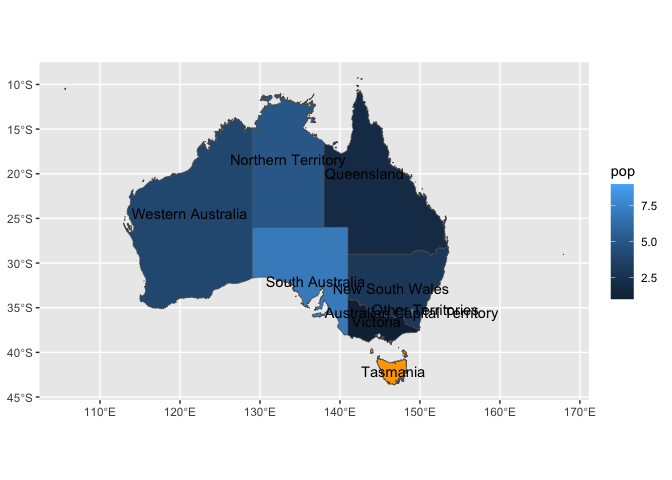 10°S
15°S
20°S
25°S
30°S
35°S
40°S
45°S
Northern Territory
Queensland
Western Australia
South Australia
New South Wales
Other Territories
Australian Capital Territory
Victoria
Tasmania
110°E
120°E
130°E
140°E
150°E
160°E
170°E
pop
7.5
5.0
2.5